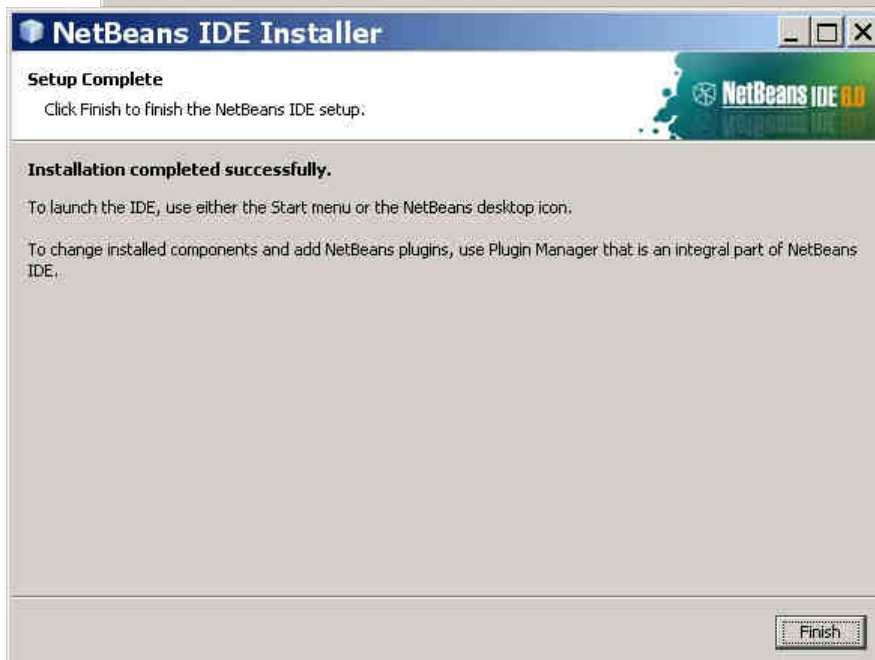 NetBeans IDE Installer
Setup Complete
Click Finish to finish the NetBeans IDE setup.
NetBeans IDE 6.0
Installation completed successfully.
To launch the IDE, use either the Start menu or the NetBeans desktop icon.
To change installed components and add NetBeans plugins, use Plugin Manager that is an integral part of NetBeans
IDE.
Finish